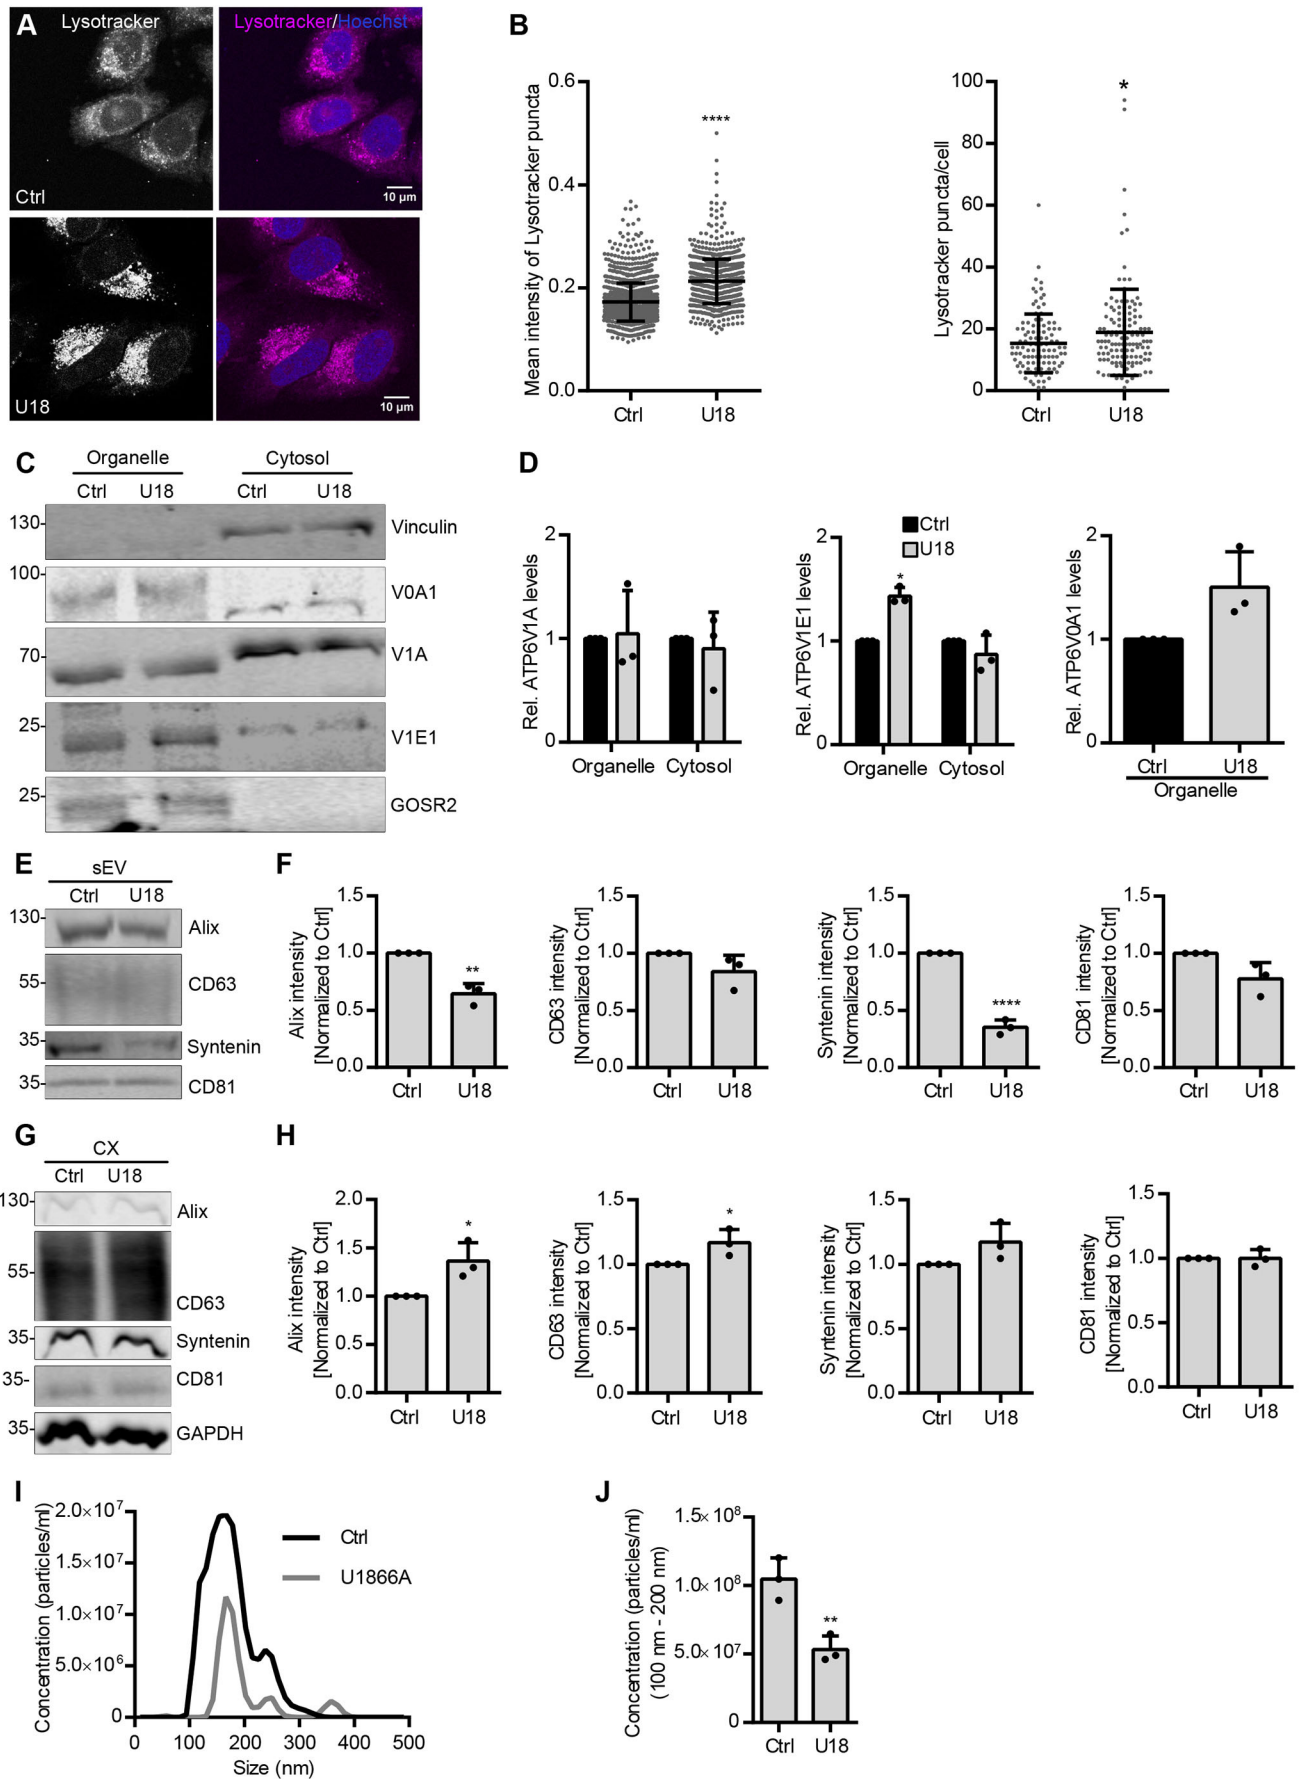 A
Lysotracker
Lysotracker/Hoechst
Ctrl
10 µm
U18
10 µm
B
Mean intensity of Lysotracker puncta
0.6
0.4
0.2
0.0
****
Ctrl
U18
Lysotracker puncta/cell
100
80
60
40
20
0
*
Ctrl
U18
C
Organelle
Cytosol
Ctrl
U18
Ctrl
U18
130-
Vinculin
100-
V0A1
70-
V1A
25-
V1E1
25-
GOSR2
D
Rel. ATP6V1A levels
2
1
0
Organelle
Cytosol
Rel. ATP6V1E1 levels
2
1
0
Ctrl
U18
*
Organelle
Cytosol
Rel. ATP6V0A1 levels
2
1
0
Ctrl
U18
Organelle
E
sEV
Ctrl
U18
130-
Alix
55-
CD63
35-
Syntenin
35-
CD81
F
Alix intensity
[Normalized to Ctrl]
1.5
1.0
0.5
0.0
**
Ctrl
U18
CD63 intensity
[Normalized to Ctrl]
1.5
1.0
0.5
0.0
Ctrl
U18
Syntenin intensity
[Normalized to Ctrl]
1.5
1.0
0.5
0.0
****
Ctrl
U18
CD81 intensity
[Normalized to Ctrl]
1.5
1.0
0.5
0.0
Ctrl
U18
G
CX
Ctrl
U18
130-
Alix
55-
CD63
35-
Syntenin
35-
CD81
35-
GAPDH
H
Alix intensity
[Normalized to Ctrl]
2.0
1.5
1.0
0.5
0.0
*
Ctrl
U18
CD63 intensity
[Normalized to Ctrl]
1.5
1.0
0.5
0.0
*
Ctrl
U18
Syntenin intensity
[Normalized to Ctrl]
1.5
1.0
0.5
0.0
Ctrl
U18
CD81 intensity
[Normalized to Ctrl]
1.5
1.0
0.5
0.0
Ctrl
U18
I
Concentration (particles/ml)
2.0×10⁷
1.5×10⁷
1.0×10⁷
5.0×10⁶
0
Ctrl
U1866A
0
100
200
300
400
500
Size (nm)
J
Concentration (particles/ml)
(100 nm - 200 nm)
1.5×10⁸
1.0×10⁸
5.0×10⁷
0
**
Ctrl
U18